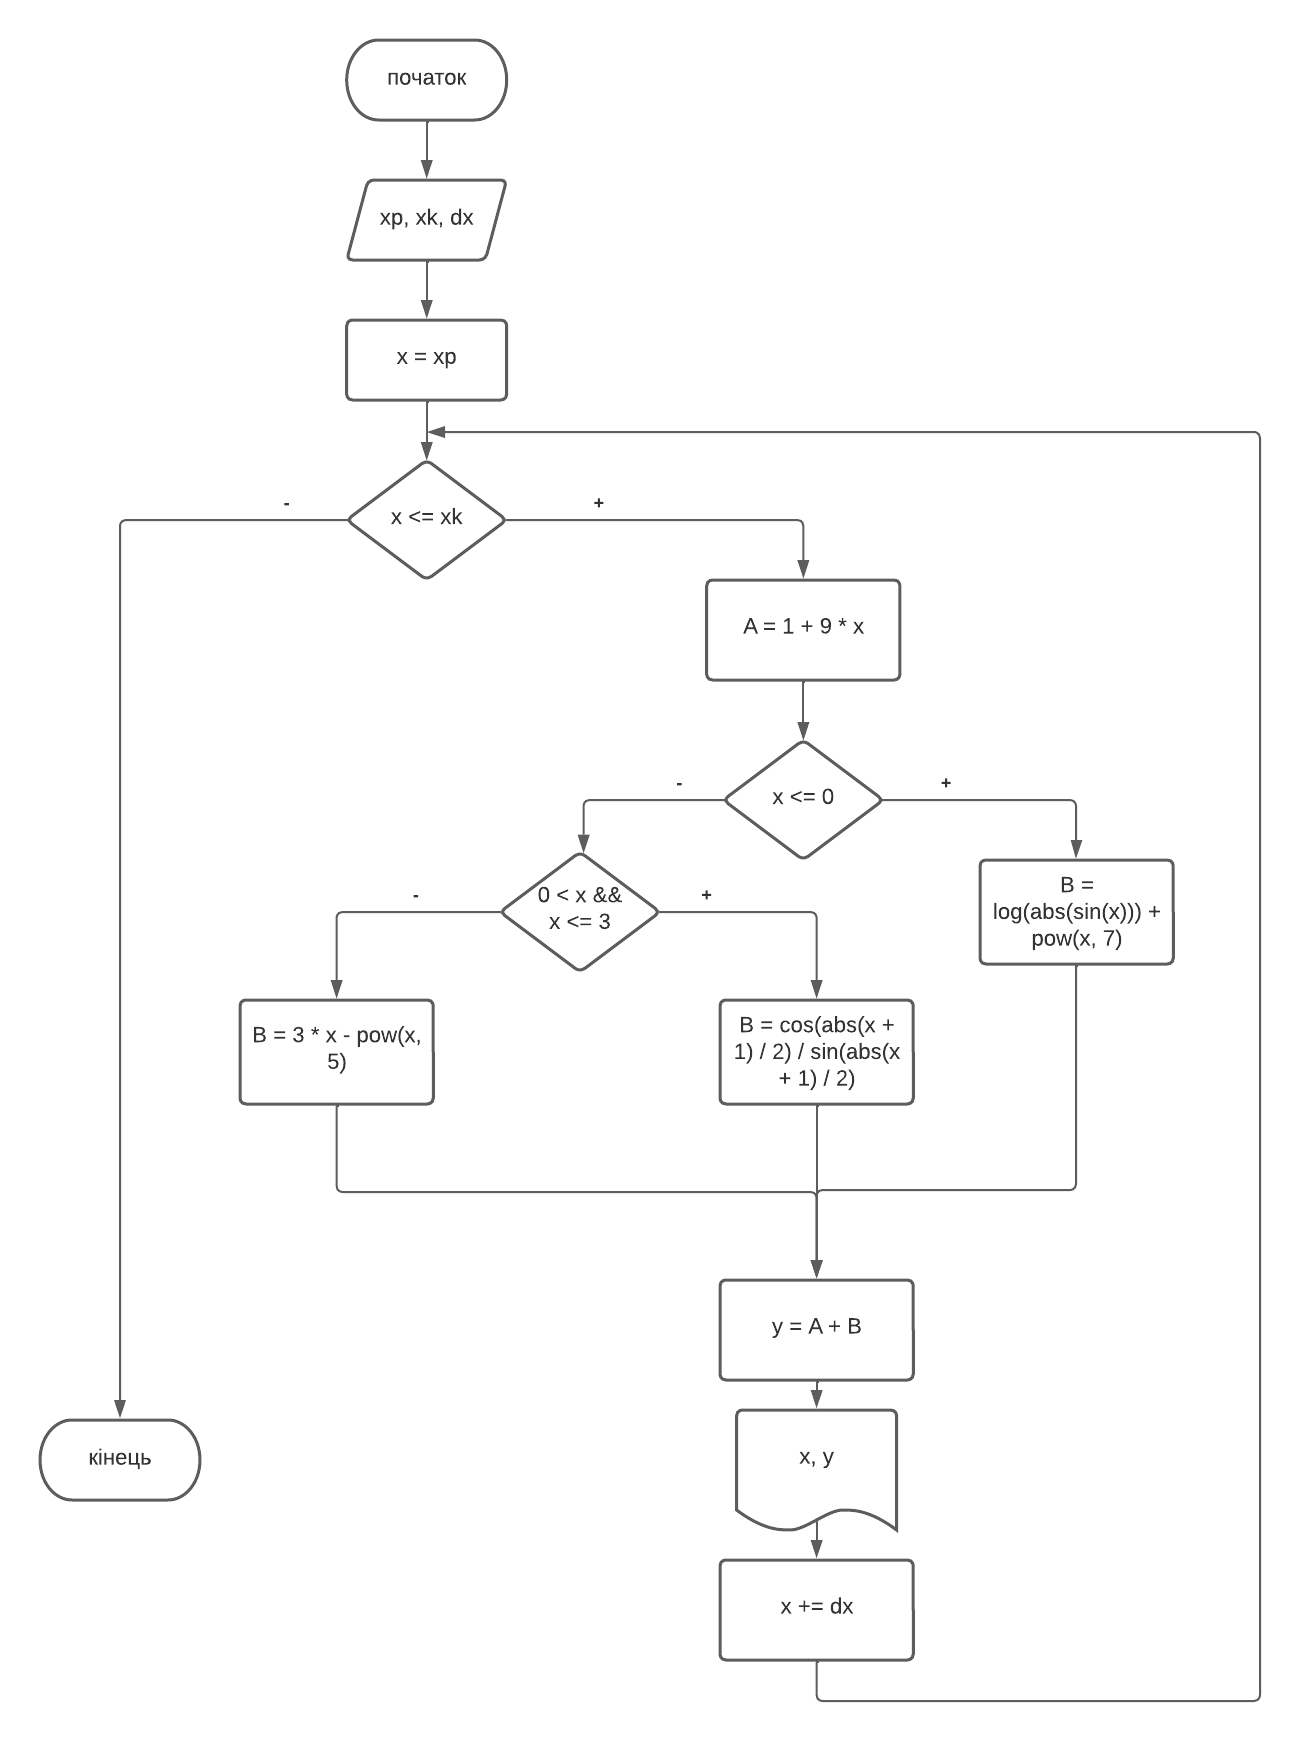 початок
xp, xk, dx
x = xp
-
x <= xk
+
A = 1 + 9 * x
-
x <= 0
+
-
0 < x &&
x <= 3
+
B =
log(abs(sin(x))) +
pow(x, 7)
B = 3 * x - pow(x,
5)
B = cos(abs(x +
1) / 2) / sin(abs(x
+ 1) / 2)
y = A + B
x, y
кінець
x += dx